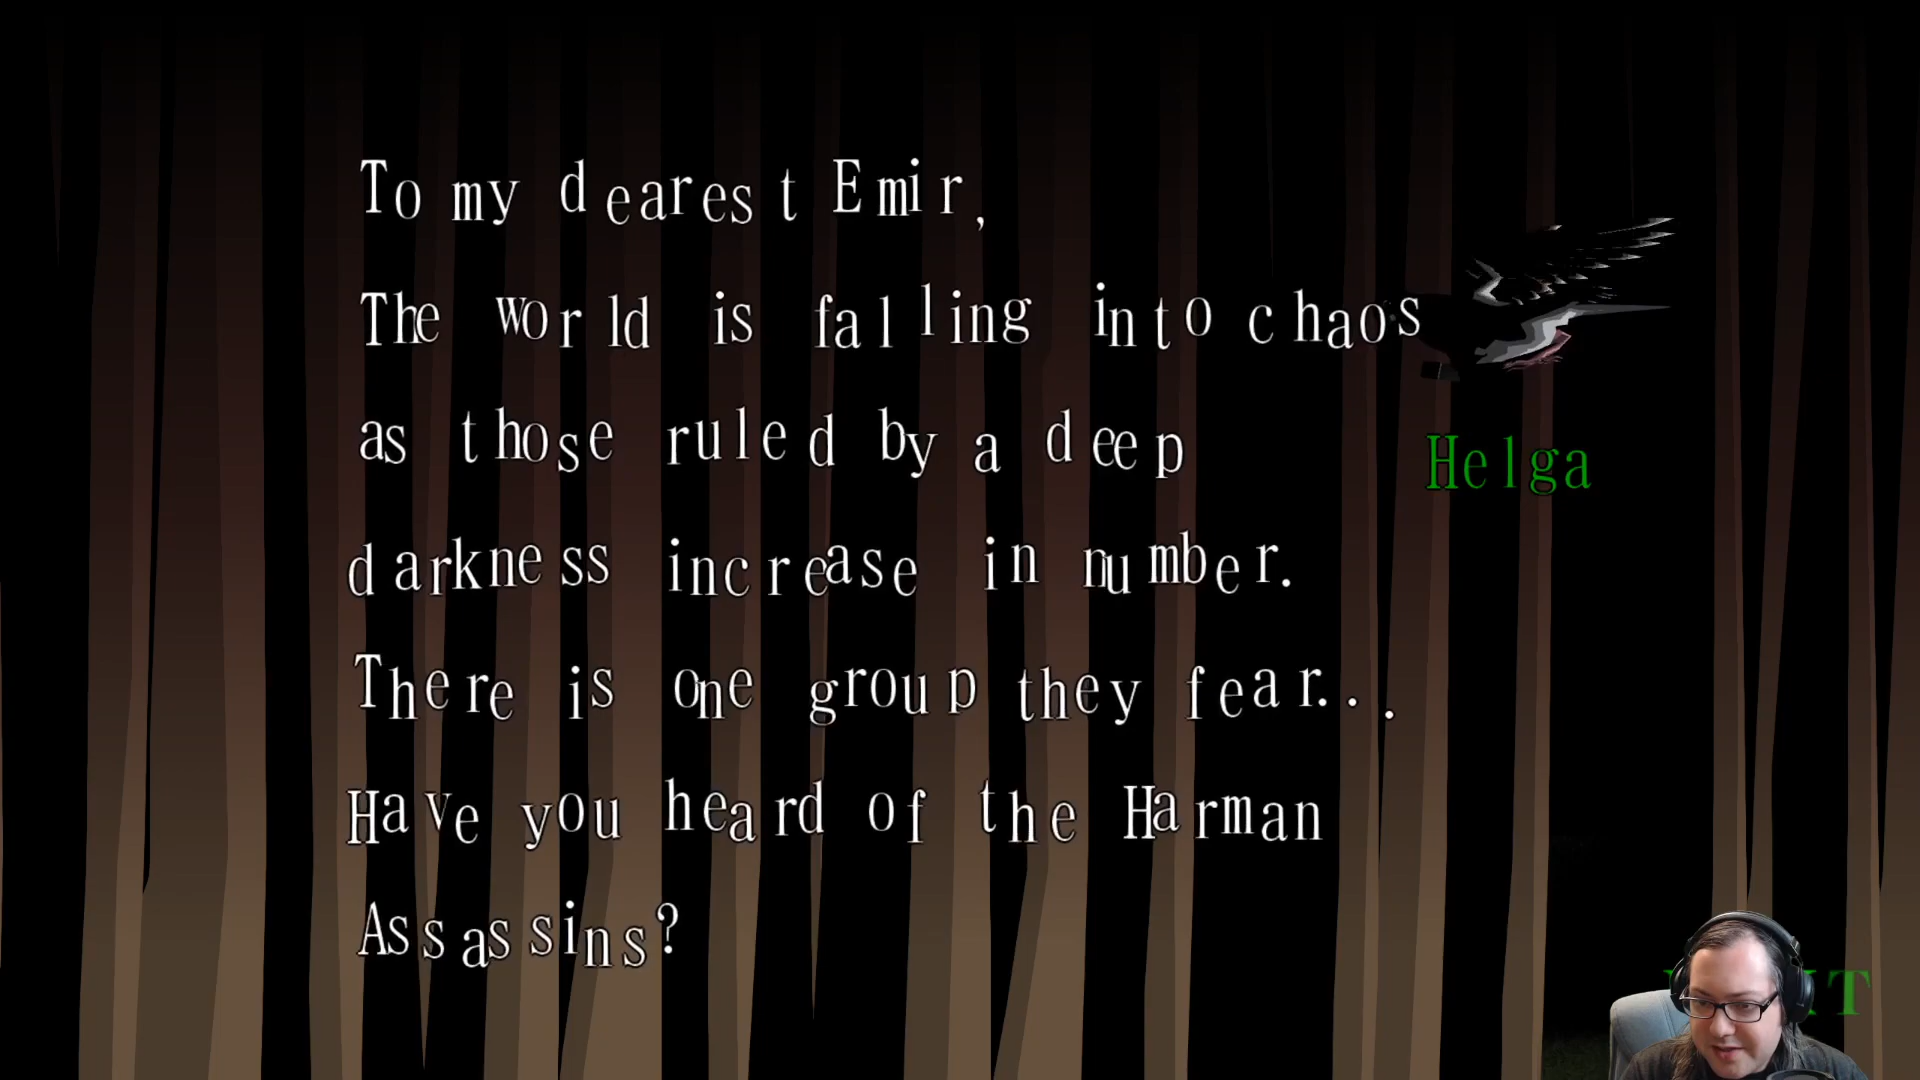 To my dearest Emir,
The world is falling into chaos
as those ruled by a deep
Helga
darkness increase in number.
There is one group they fear...
Have you heard of the Harman
Assassins?